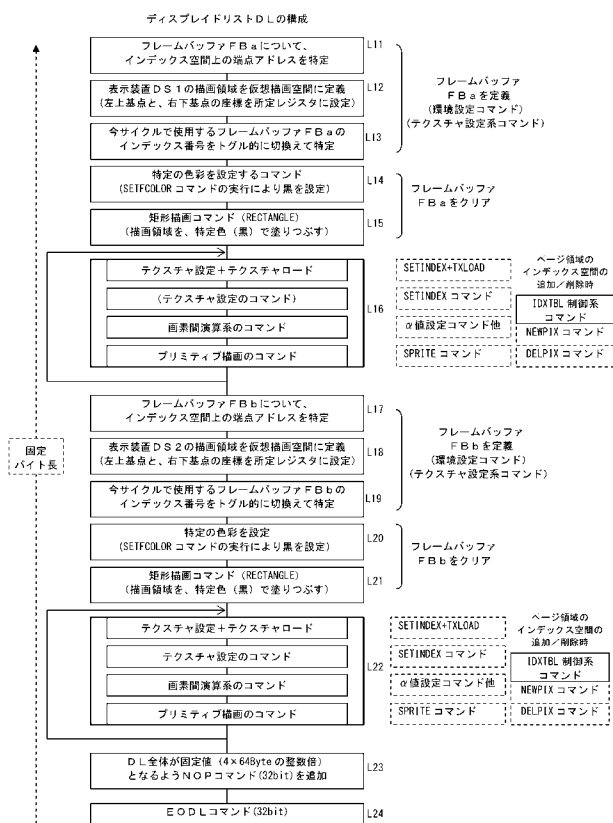 ディスプレイドリストＤＬの構成
フレームバッファＦＢａについて、
インデックス空間上の端点アドレスを特定
L11
表示装置ＤＳ１の描画領域を仮想描画空間に定義
(左上基点と、右下基点の座標を所定レジスタに設定)
L12
今サイクルで使用するフレームバッファＦＢａの
インデックス番号をトグル的に切換えて特定
L13
フレームバッファ
ＦＢａを定義
(環境設定コマンド)
(テクスチャ設定系コマンド)
特定の色彩を設定するコマンド
(SETFCOLORコマンドの実行により黒を設定)
L14
矩形描画コマンド (RECTANGLE)
(描画領域を、特定色（黒）で塗りつぶす)
L15
フレームバッファ
ＦＢａをクリア
テクスチャ設定＋テクスチャロード
(テクスチャ設定のコマンド)
画素間演算系のコマンド
プリミティブ描画のコマンド
L16
SETINDEX+TXLOAD
SETINDEX コマンド
α値設定コマンド他
SPRITE コマンド
ページ領域の
インデックス空間の
追加／削除時
IDXTBL 制御系
コマンド
NEWPIX コマンド
DELPIX コマンド
フレームバッファＦＢｂについて、
インデックス空間上の端点アドレスを特定
L17
表示装置ＤＳ２の描画領域を仮想描画空間に定義
(左上基点と、右下基点の座標を所定レジスタに設定)
L18
今サイクルで使用するフレームバッファＦＢｂの
インデックス番号をトグル的に切換えて特定
L19
フレームバッファ
ＦＢｂを定義
(環境設定コマンド)
(テクスチャ設定系コマンド)
固定
バイト長
特定の色彩を設定
(SETFCOLORコマンドの実行により黒を設定)
L20
矩形描画コマンド (RECTANGLE)
(描画領域を、特定色（黒）で塗りつぶす)
L21
フレームバッファ
ＦＢｂをクリア
テクスチャ設定＋テクスチャロード
テクスチャ設定のコマンド
画素間演算系のコマンド
プリミティブ描画のコマンド
L22
SETINDEX+TXLOAD
SETINDEX コマンド
α値設定コマンド他
SPRITE コマンド
ページ領域の
インデックス空間の
追加／削除時
IDXTBL 制御系
コマンド
NEWPIX コマンド
DELPIX コマンド
ＤＬ全体が固定値（４×64Byteの整数倍）
となるようＮＯＰコマンド(32bit)を追加
L23
ＥＯＤＬコマンド(32bit)
L24